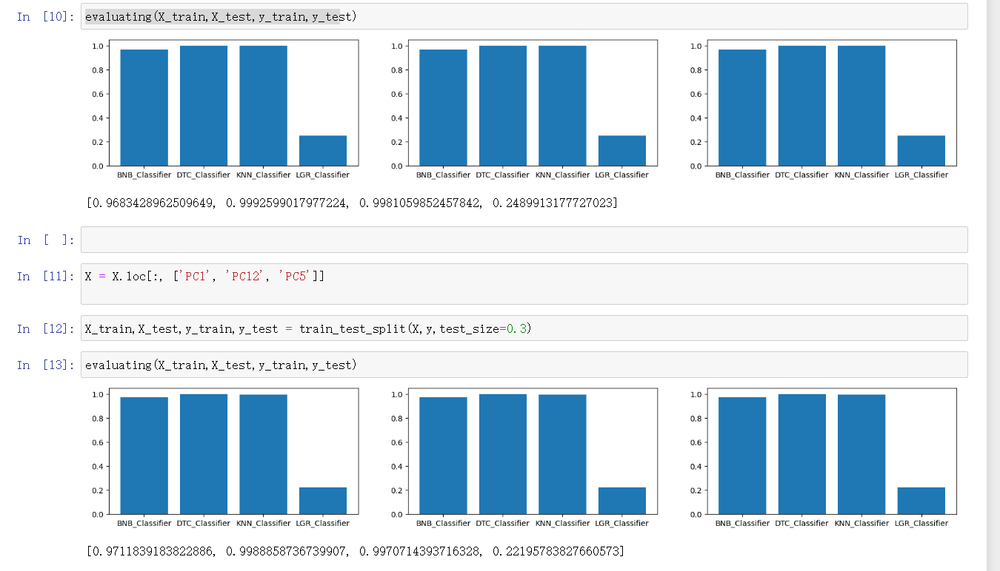 In [10]: evaluating(X_train,X_test,y_train,y_test)
1.0 1.0 1.0
0.8 0.8 0.8
0.6 0.6 0.6
0.4 0.4 0.4
0.2 0.2 0.2
0.0 0.0 0.0
BNB_Classifier DTC_Classifier KNN_Classifier LGR_Classifier BNB_Classifier DTC_Classifier KNN_Classifier LGR_Classifier BNB_Classifier DTC_Classifier KNN_Classifier LGR_Classifier
[0.9683428962509649, 0.9992599017977224, 0.9981059852457842, 0.2489913177727023]
In [ ]:
In [11]: X = X.loc[:, ['PC1', 'PC12', 'PC5']]
In [12]: X_train,X_test,y_train,y_test = train_test_split(X,y,test_size=0.3)
In [13]: evaluating(X_train,X_test,y_train,y_test)
1.0 1.0 1.0
0.8 0.8 0.8
0.6 0.6 0.6
0.4 0.4 0.4
0.2 0.2 0.2
0.0 0.0 0.0
BNB_Classifier DTC_Classifier KNN_Classifier LGR_Classifier BNB_Classifier DTC_Classifier KNN_Classifier LGR_Classifier BNB_Classifier DTC_Classifier KNN_Classifier LGR_Classifier
[0.9711839183822886, 0.9988858736739907, 0.9970714393716328, 0.22195783827660573]